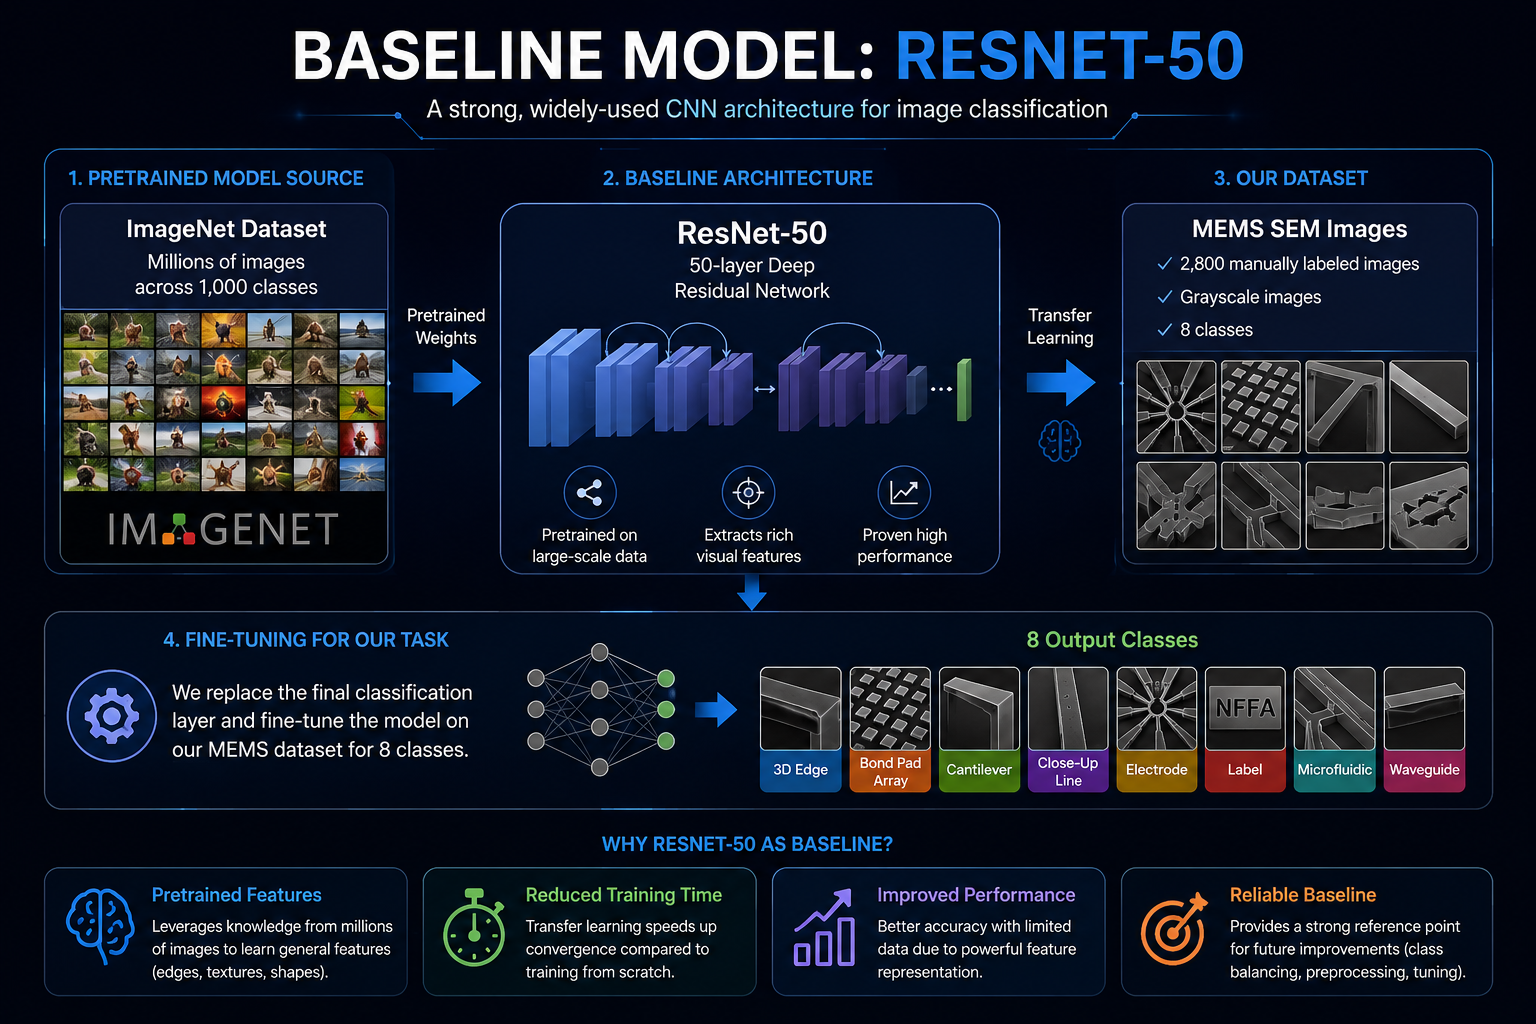 BASELINE MODEL: RESNET-50
A strong, widely-used CNN architecture for image classification
1. PRETRAINED MODEL SOURCE
ImageNet Dataset
Millions of images
across 1,000 classes
IMAGENET
Pretrained
Weights
2. BASELINE ARCHITECTURE
ResNet-50
50-layer Deep
Residual Network
Pretrained on
large-scale data
Extracts rich
visual features
Proven high
performance
Transfer
Learning
3. OUR DATASET
MEMS SEM Images
2,800 manually labeled images
Grayscale images
8 classes
4. FINE-TUNING FOR OUR TASK
We replace the final classification
layer and fine-tune the model on
our MEMS dataset for 8 classes.
8 Output Classes
3D Edge
Bond Pad
Array
Cantilever
Close-Up
Line
Electrode
NFFA
Label
Microfluidic
Waveguide
WHY RESNET-50 AS BASELINE?
Pretrained Features
Leverages knowledge from millions
of images to learn general features
(edges, textures, shapes).
Reduced Training Time
Transfer learning speeds up
convergence compared to
training from scratch.
Improved Performance
Better accuracy with limited
data due to powerful feature
representation.
Reliable Baseline
Provides a strong reference point
for future improvements (class
balancing, preprocessing, tuning).